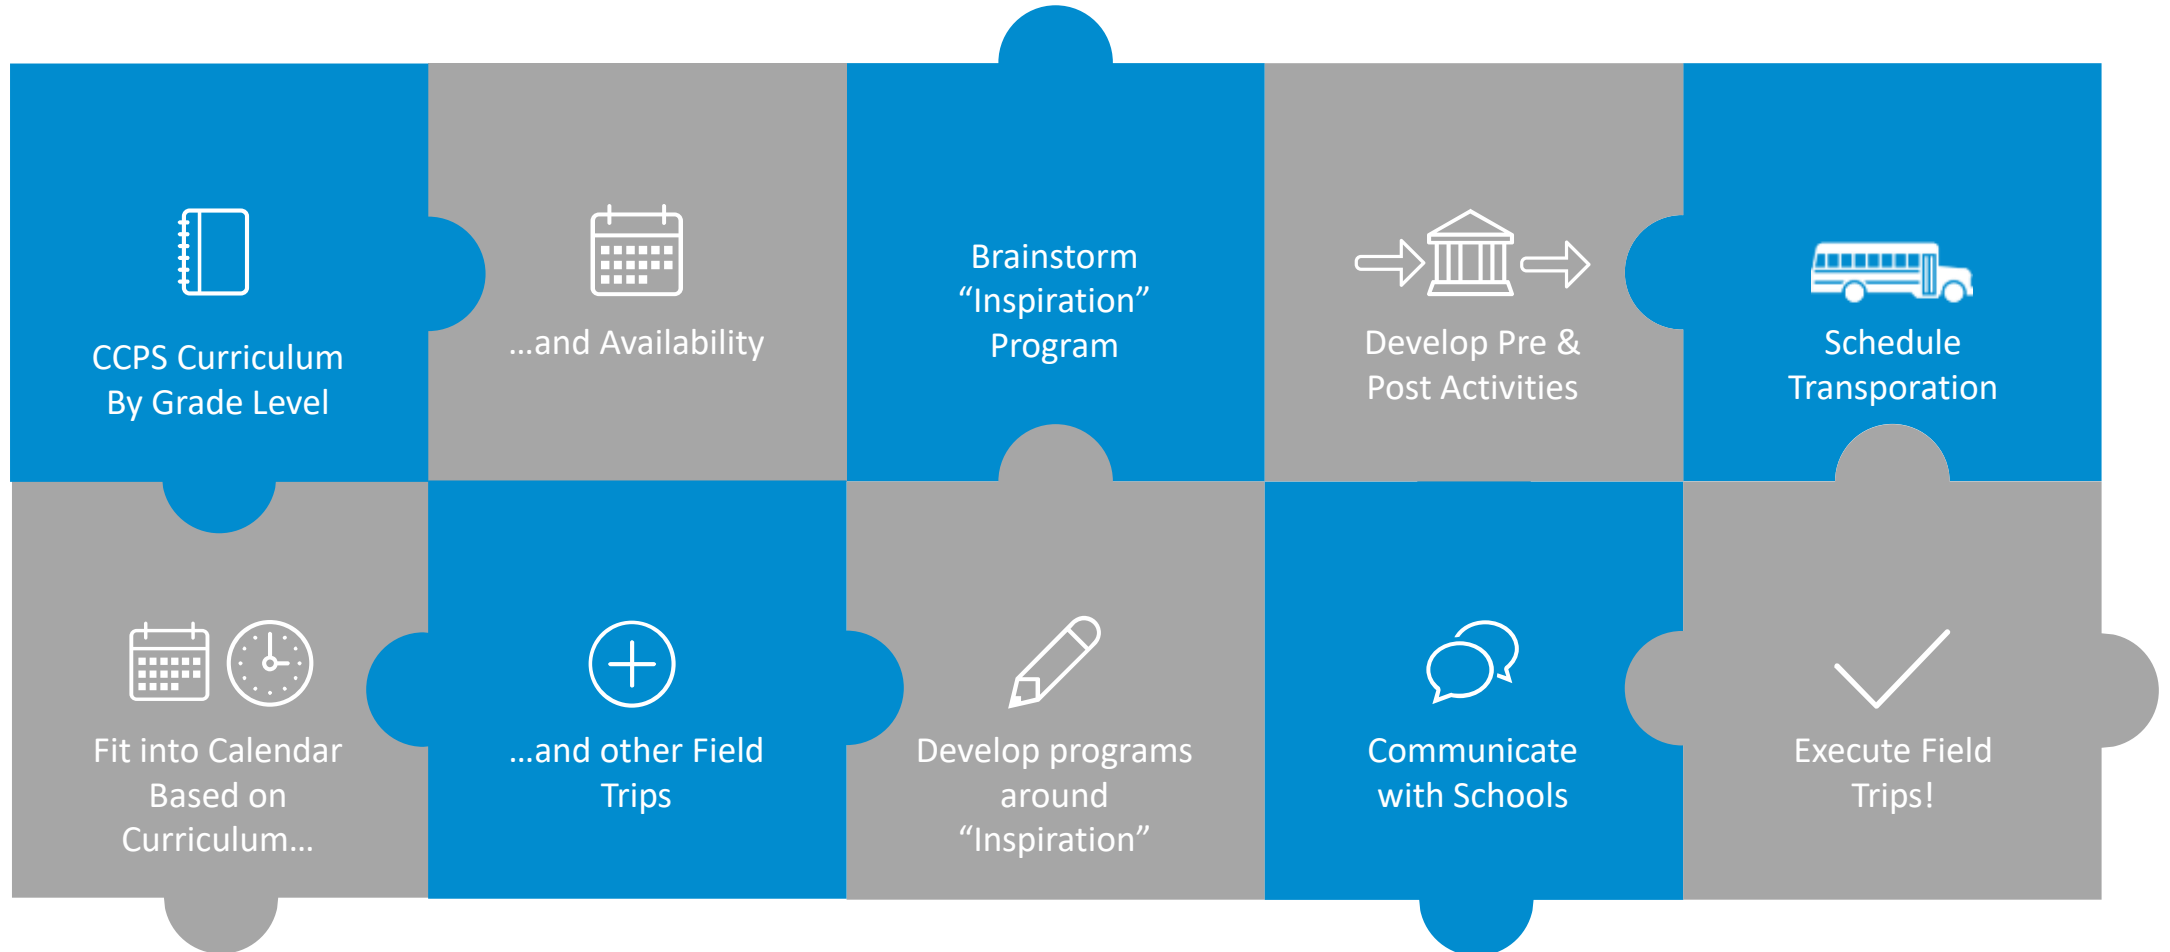 CCPS Curriculum
By Grade Level
…and Availability
Brainstorm
“Inspiration”
Program
Develop Pre &
Post Activities
Schedule
Transporation
Fit into Calendar
Based on
Curriculum…
…and other Field
Trips
Develop programs
around
“Inspiration”
Communicate
with Schools
Execute Field
Trips!